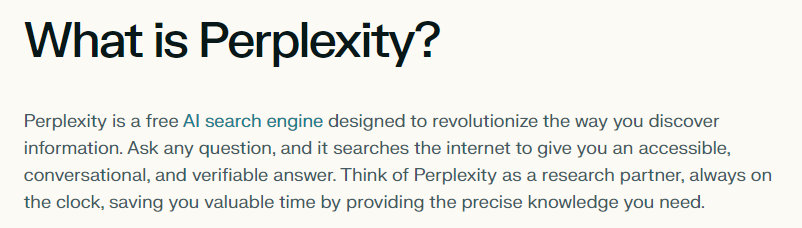 What is Perplexity?
Perplexity is a free AI search engine designed to revolutionize the way you discover
information. Ask any question, and it searches the internet to give you an accessible,
conversational, and verifiable answer. Think of Perplexity as a research partner, always on
the clock, saving you valuable time by providing the precise knowledge you need.